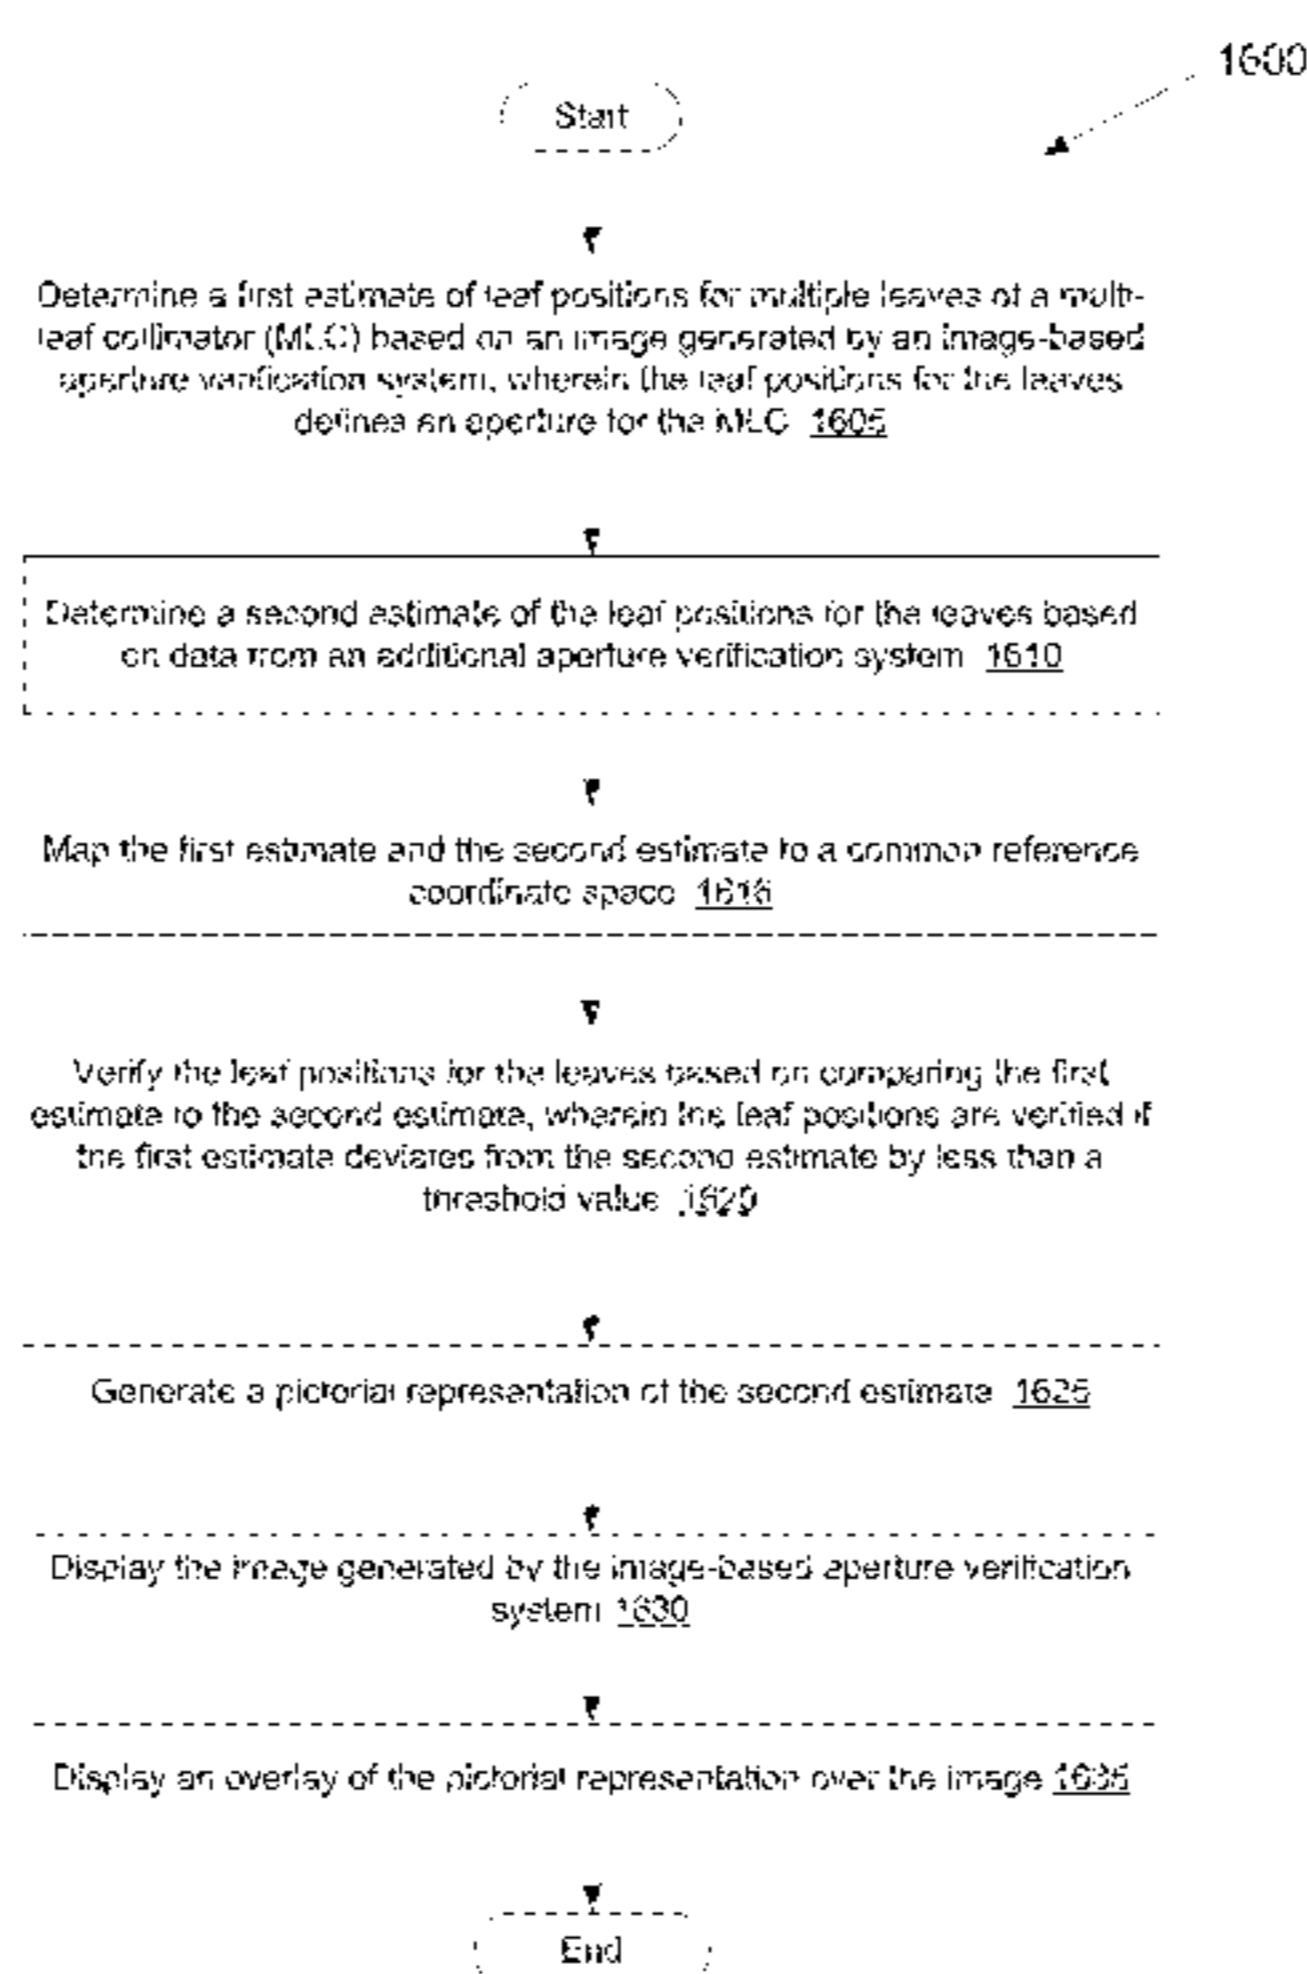 1600
Start
Determine a first estimate of leaf positions for multiple leaves of a multi-
leaf collimator (MLC) based on an image generated by an image-based
aperture verification system, wherein the leaf positions for the leaves
defines an aperture for the MLC 1605
Determine a second estimate of the leaf positions for the leaves based
on data from an additional aperture verification system 1610
Map the first estimate and the second estimate to a common reference
coordinate space 1615
Verify the leaf positions for the leaves based on comparing the first
estimate to the second estimate, wherein the leaf positions are verified if
the first estimate deviates from the second estimate by less than a
threshold value 1620
Generate a pictorial representation of the second estimate 1625
Display the image generated by the image-based aperture verification
system 1630
Display an overlay of the pictorial representation over the image 1635
End